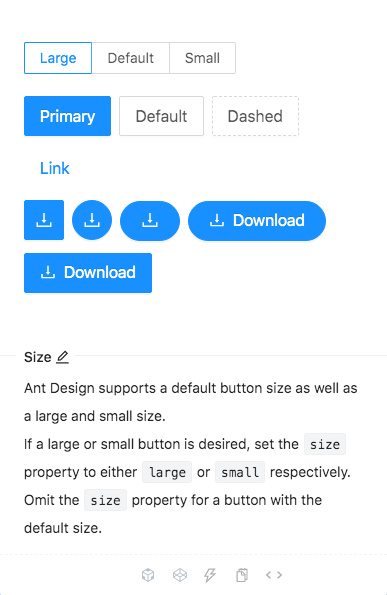 Large Default Small
Primary Default Dashed
Link
Download
Download
Size
Ant Design supports a default button size as well as
a large and small size.
If a large or small button is desired, set the size
property to either large or small respectively.
Omit the size property for a button with the
default size.